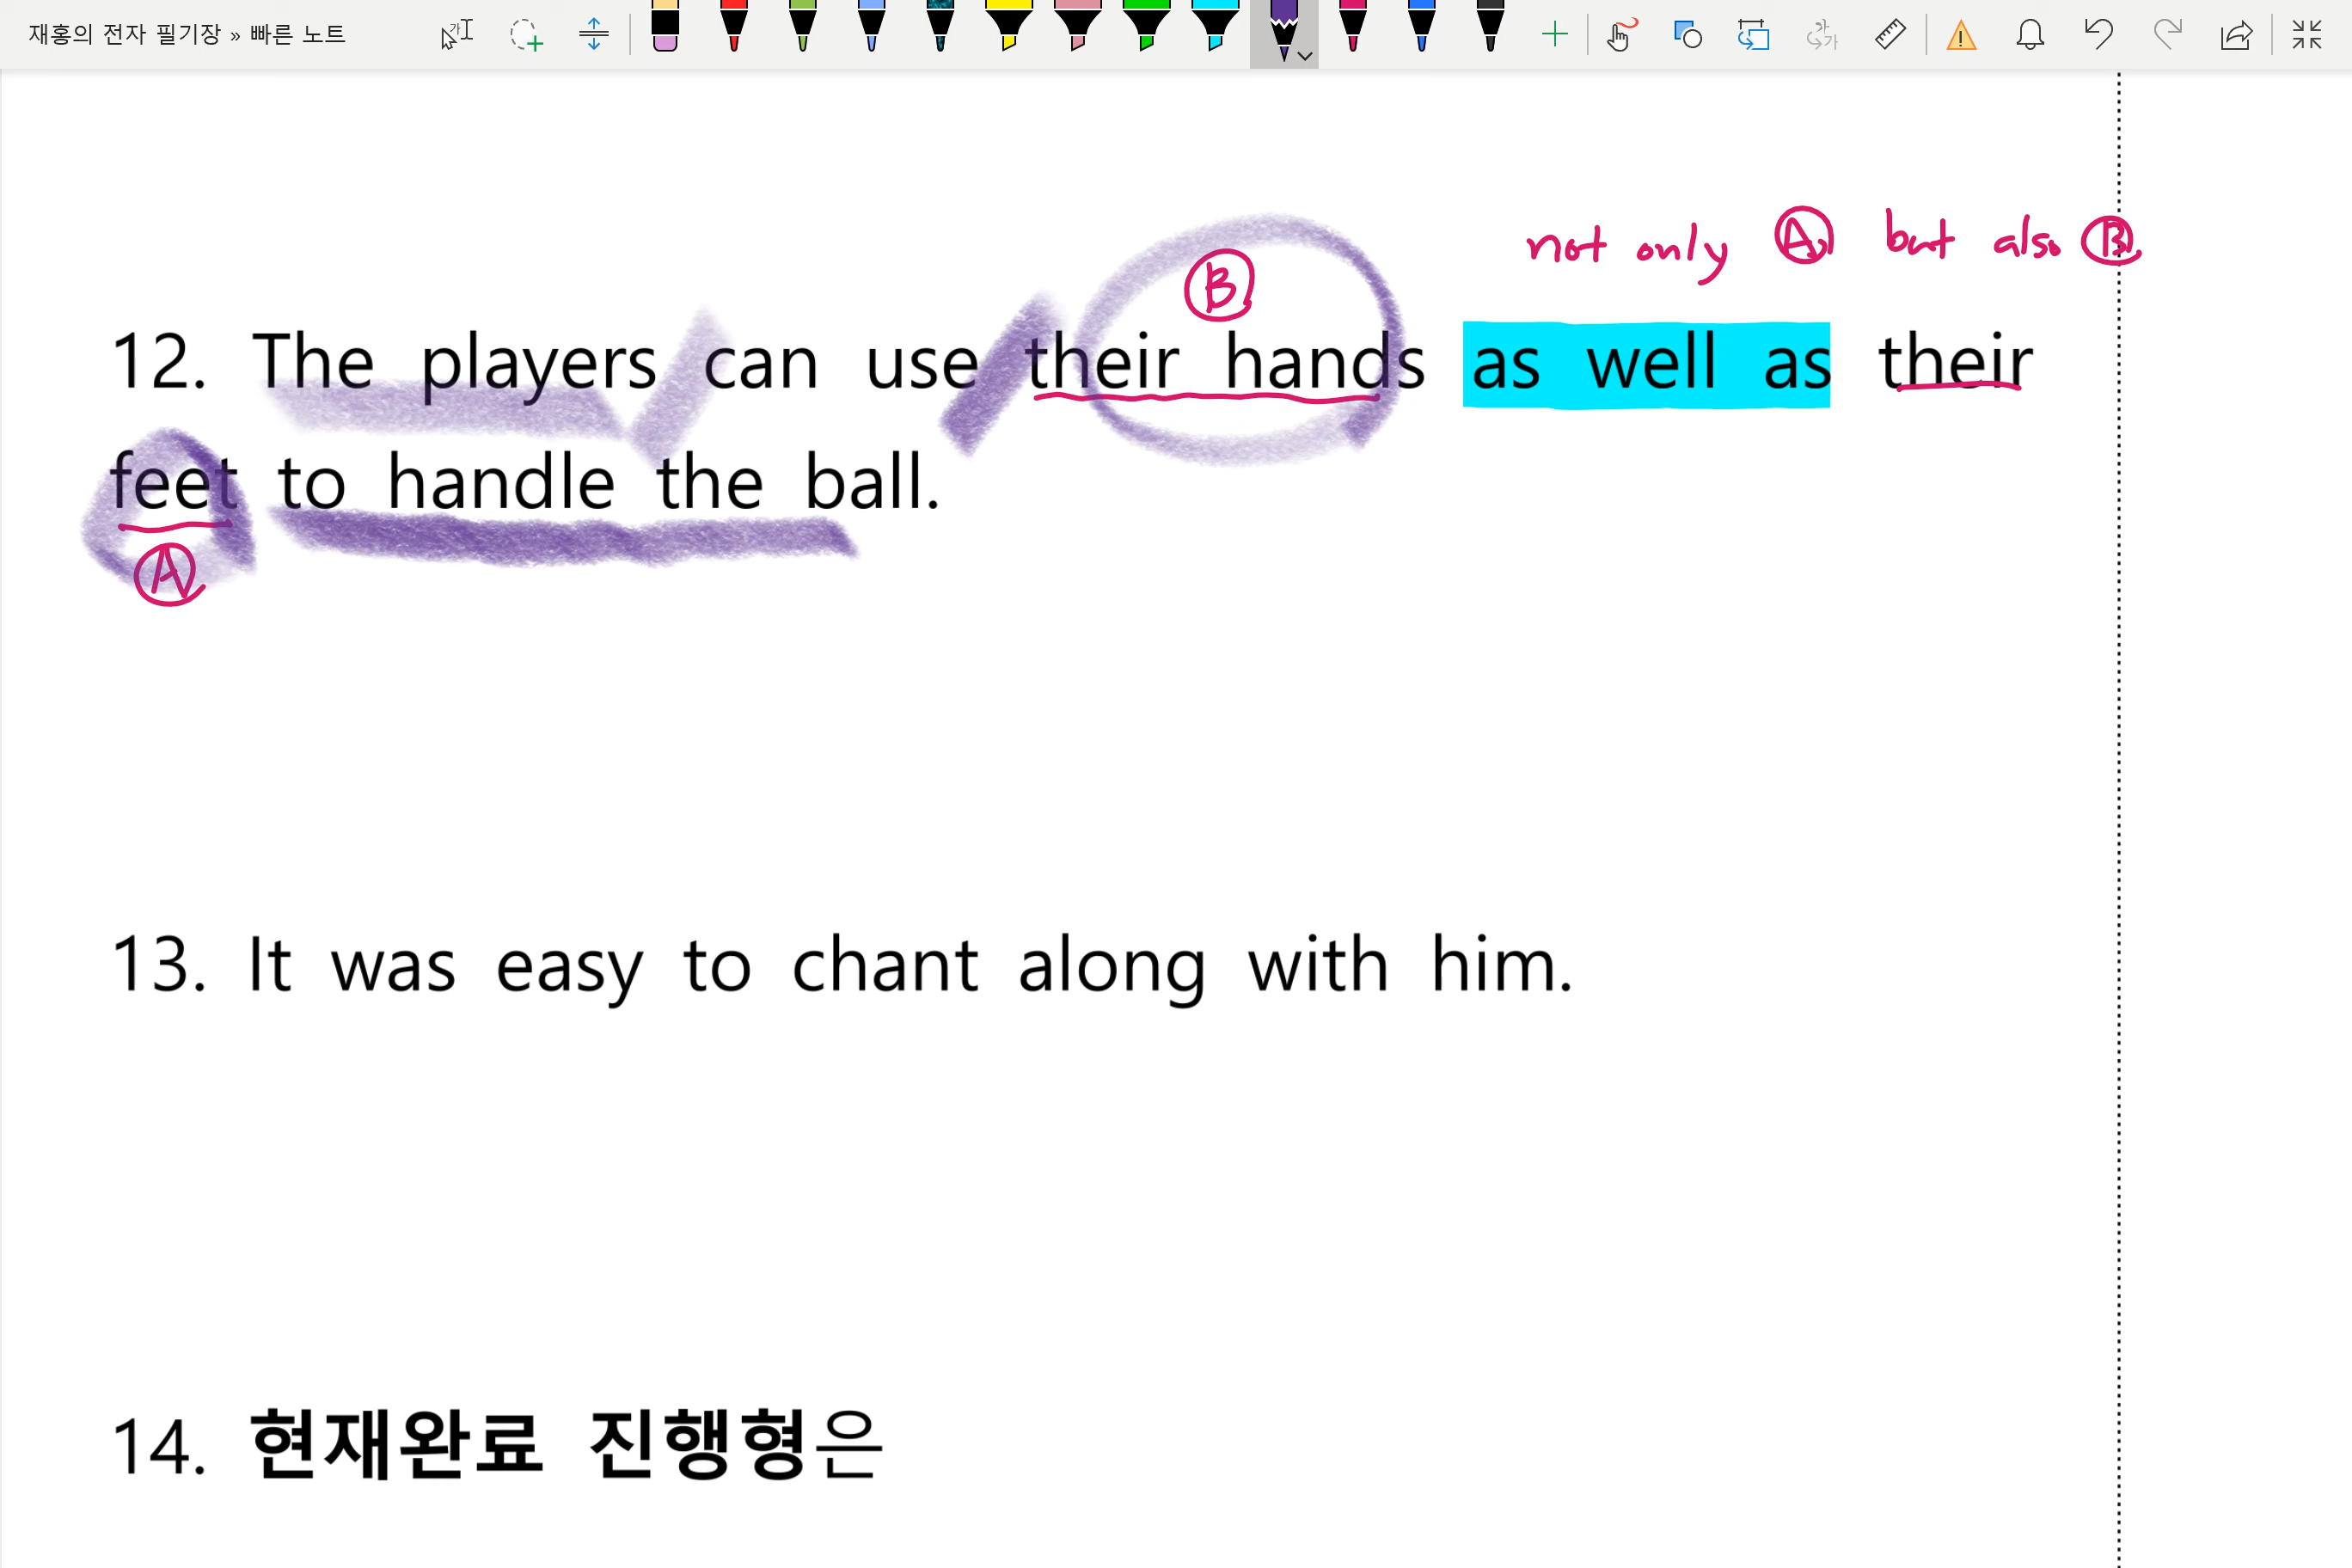 재홍의 전자 필기장 » 빠른 노트
not only Ⓐ but also Ⓑ
Ⓑ
12. The players can use their hands as well as their
feet to handle the ball.
Ⓐ
13. It was easy to chant along with him.
14. 현재완료 진행형은